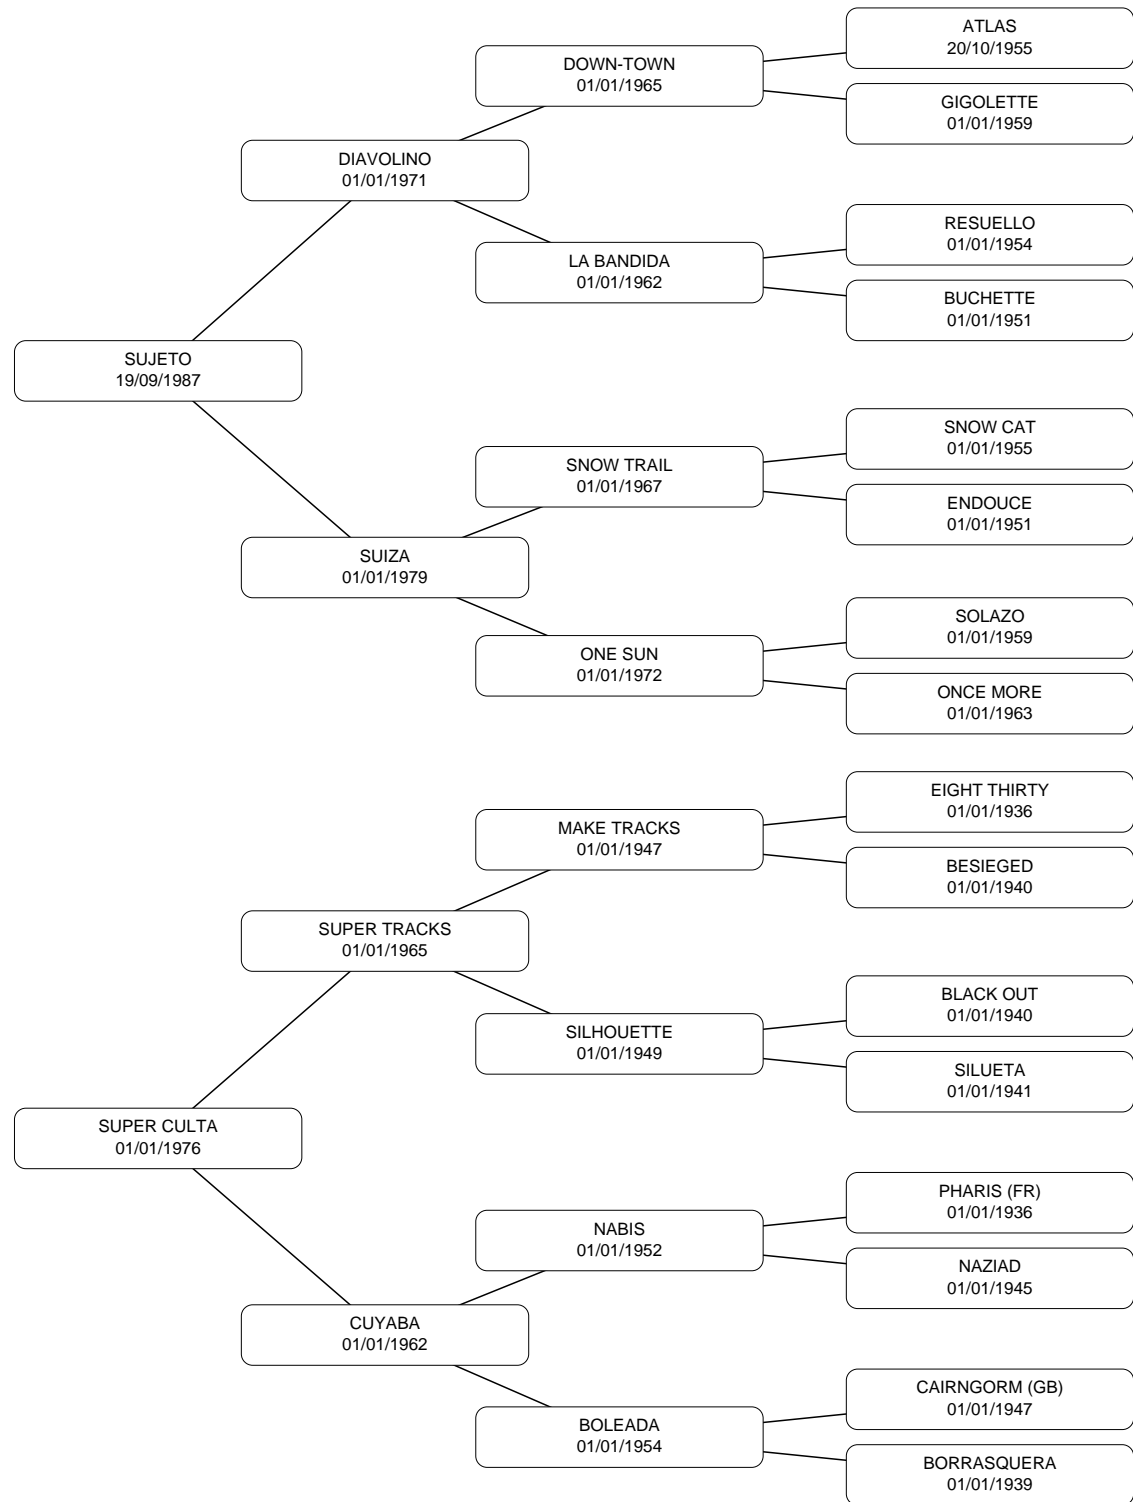 ATLAS
20/10/1955
DOWN-TOWN
01/01/1965
GIGOLETTE
01/01/1959
DIAVOLINO
01/01/1971
RESUELLO
01/01/1954
LA BANDIDA
01/01/1962
BUCHETTE
01/01/1951
SUJETO
19/09/1987
SNOW CAT
01/01/1955
SNOW TRAIL
01/01/1967
ENDOUCE
01/01/1951
SUIZA
01/01/1979
SOLAZO
01/01/1959
ONE SUN
01/01/1972
ONCE MORE
01/01/1963
EIGHT THIRTY
01/01/1936
MAKE TRACKS
01/01/1947
BESIEGED
01/01/1940
SUPER TRACKS
01/01/1965
BLACK OUT
01/01/1940
SILHOUETTE
01/01/1949
SILUETA
01/01/1941
SUPER CULTA
01/01/1976
PHARIS (FR)
01/01/1936
NABIS
01/01/1952
NAZIAD
01/01/1945
CUYABA
01/01/1962
CAIRNGORM (GB)
01/01/1947
BOLEADA
01/01/1954
BORRASQUERA
01/01/1939